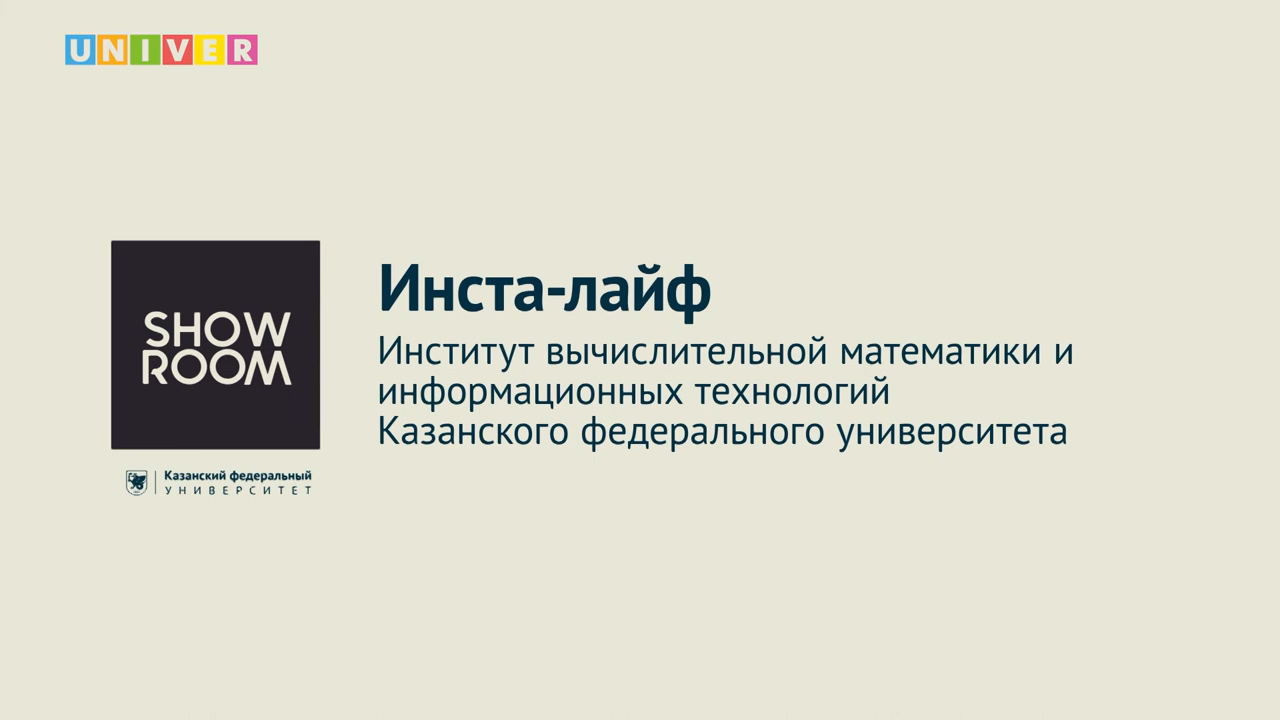 UNIVER
SHOW
ROOM
Казанский федеральный
УНИВЕРСИТЕТ
Инста-лайф
Институт вычислительной математики и
информационных технологий
Казанского федерального университета